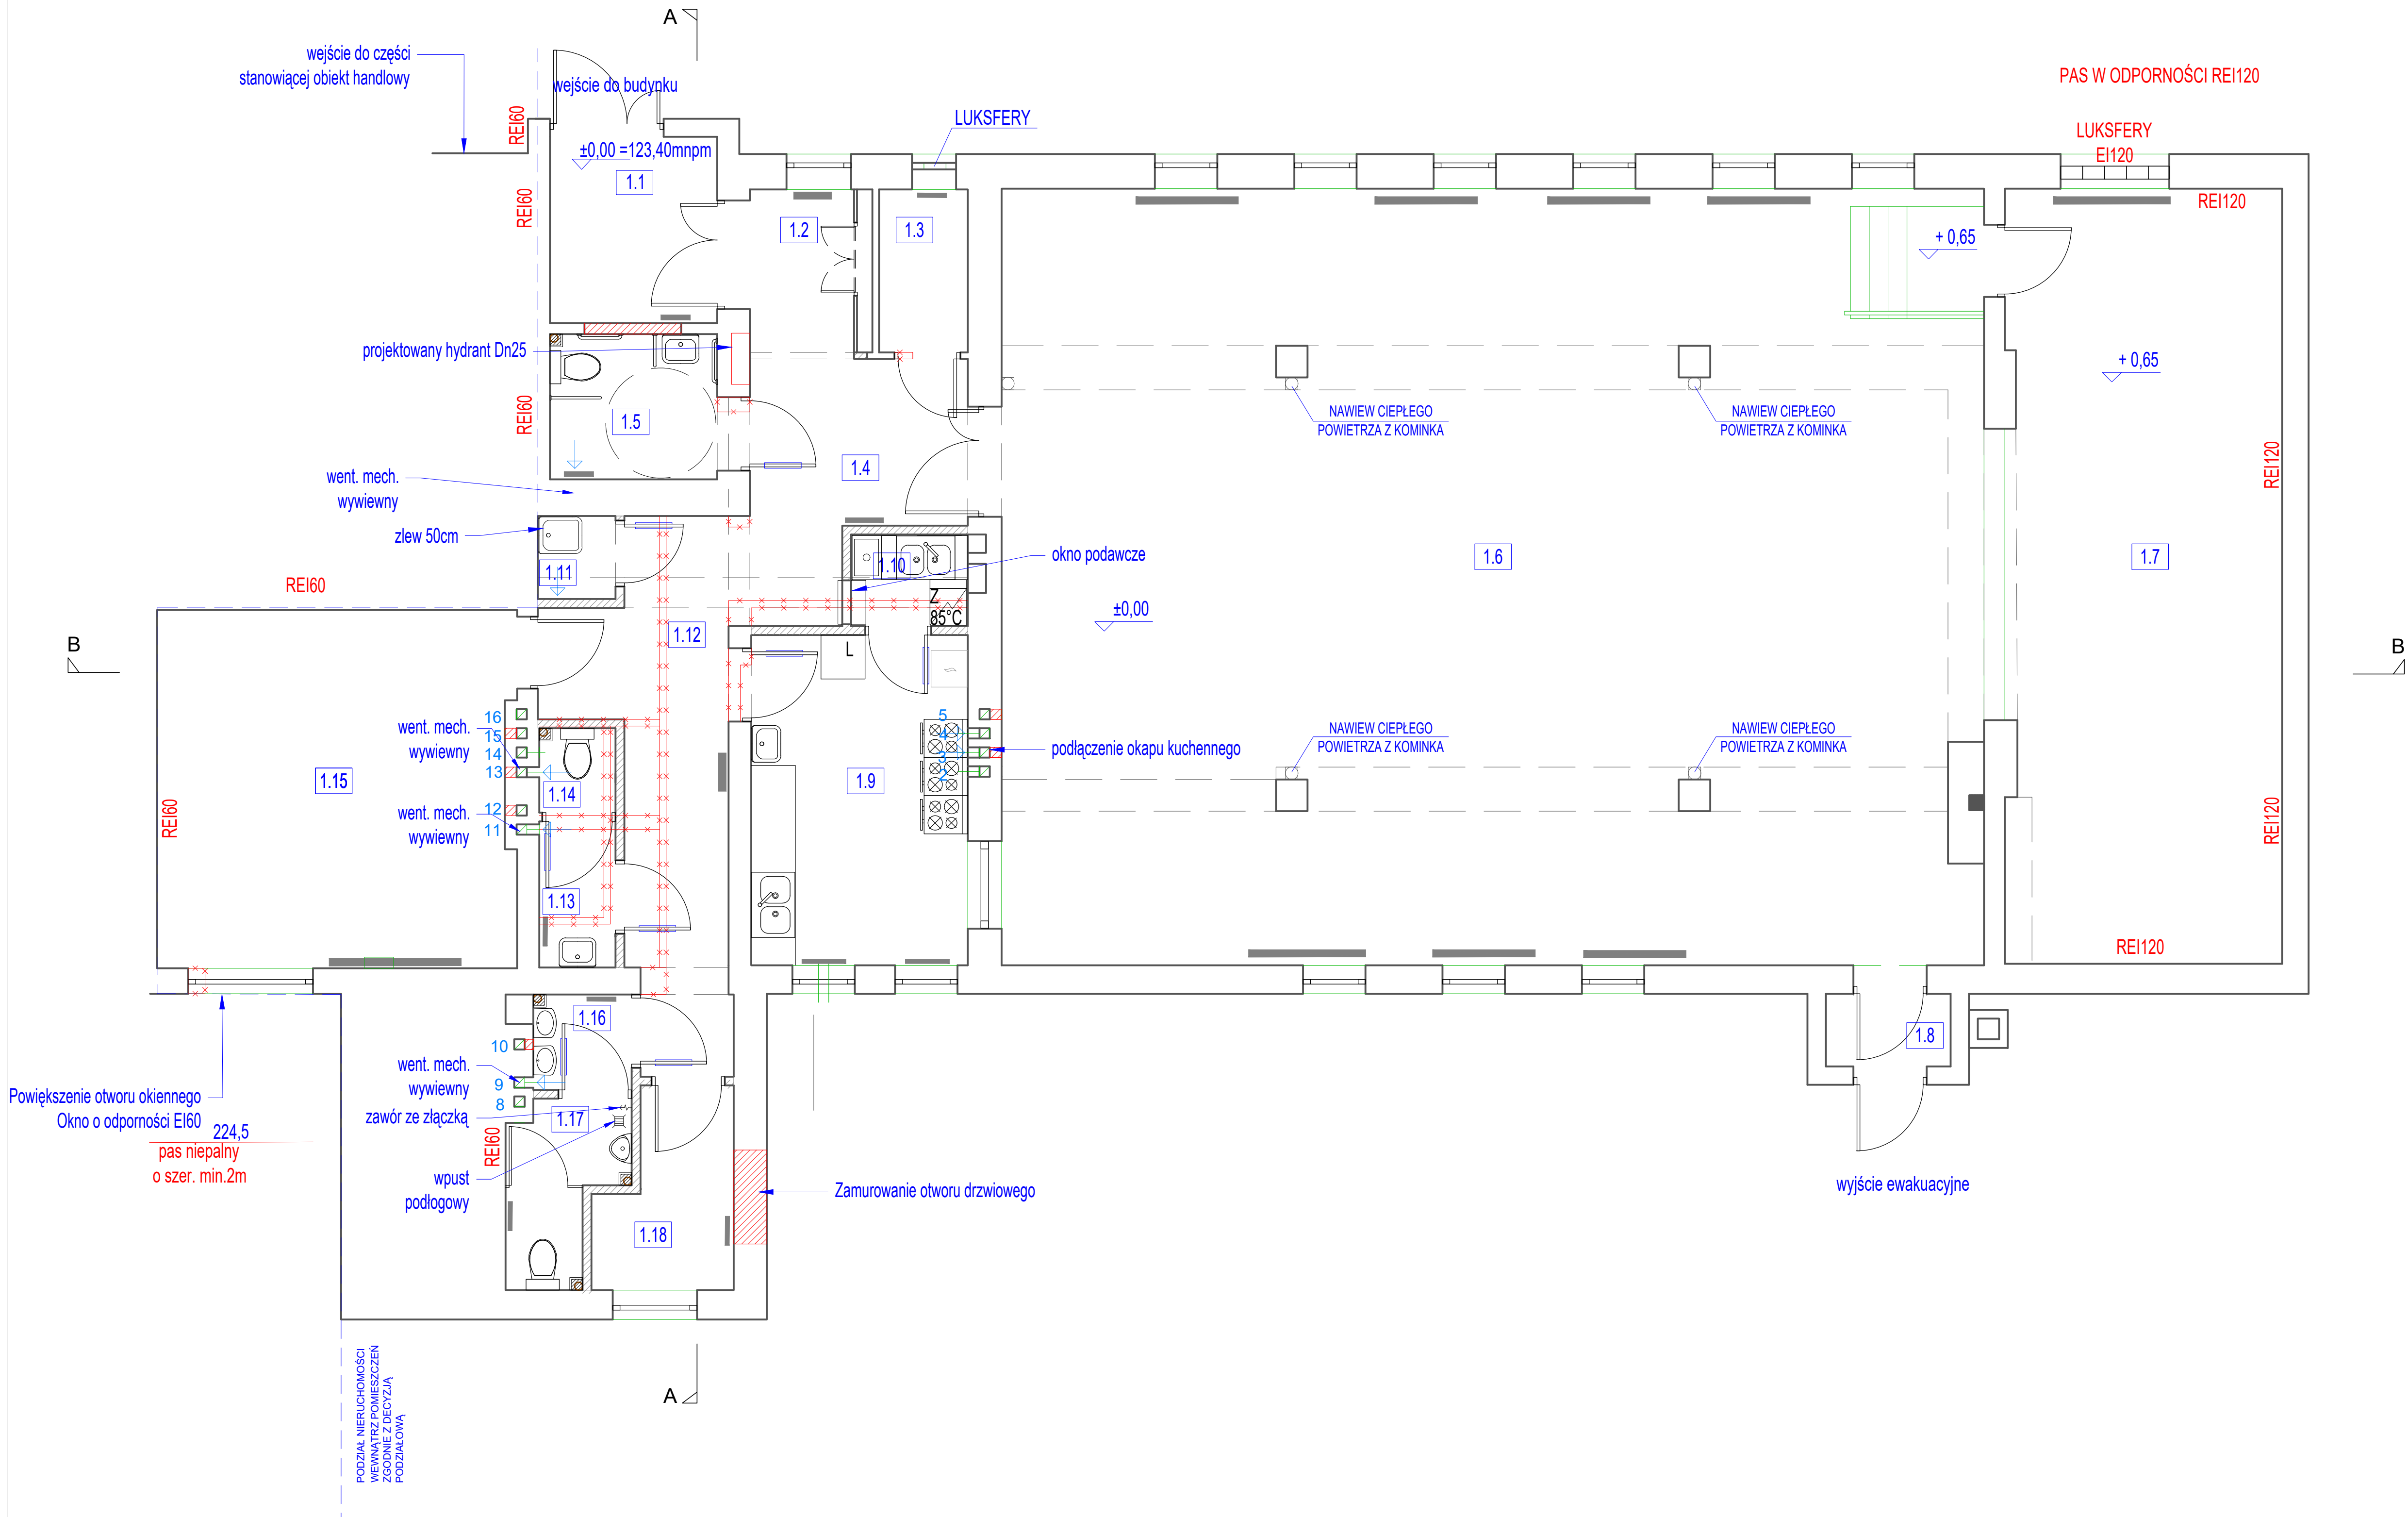 A
wejście do części
stanowiącej obiekt handlowy
wejście do budynku
PAS W ODPORNOŚCI REI120
REI60
LUKSFERY
LUKSFERY
EI120
±0,00 =123,40mnpm
1.1
REI60
REI120
1.2
1.3
+ 0,65
projektowany hydrant Dn25
+ 0,65
REI60
1.5
NAWIEW CIEPŁEGO
POWIETRZA Z KOMINKA
NAWIEW CIEPŁEGO
POWIETRZA Z KOMINKA
1.4
REI120
went. mech.
wywiewny
zlew 50cm
okno podawcze
1.6
1.7
1.10
1.11
REI60
Z
85°C
±0,00
1.12
B
B
L
16
15
14
13
12
11
went. mech.
wywiewny
5
4
3
2
podłączenie okapu kuchennego
NAWIEW CIEPŁEGO
POWIETRZA Z KOMINKA
NAWIEW CIEPŁEGO
POWIETRZA Z KOMINKA
1.15
1.14
1.9
REI60
went. mech.
wywiewny
REI120
1.13
REI120
1.16
1.8
10
9
8
went. mech.
wywiewny
Powiększenie otworu okiennego
Okno o odporności EI60
224,5
pas niepalny
o szer. min.2m
zawór ze złączką
1.17
REI60
wpust
podłogowy
Zamurowanie otworu drzwiowego
wyjście ewakuacyjne
1.18
A
PODZIAŁ NIERUCHOMOŚCI
WEWNĄTRZ POMIESZCZEŃ
ZGODNIE Z DECYZJĄ
PODZIAŁOWĄ